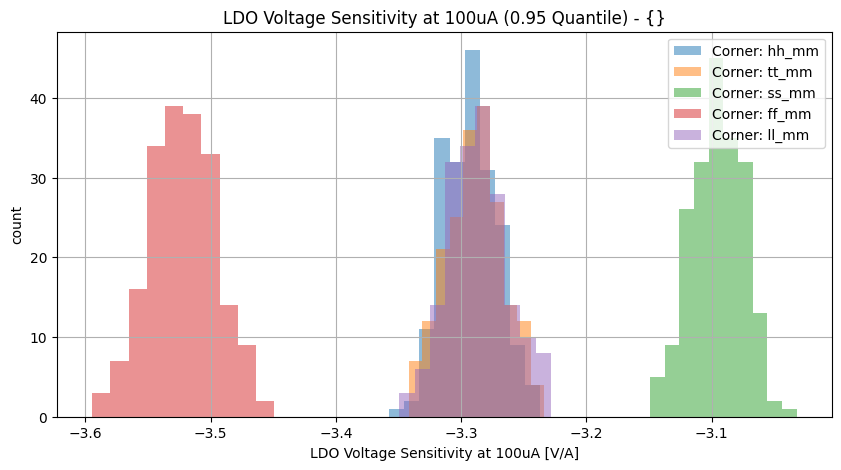 LDO Voltage Sensitivity at 100uA (0.95 Quantile) - {}
Corner: hh_mm
Corner: tt_mm
Corner: ss_mm
Corner: ff_mm
Corner: ll_mm
count
40
30
20
10
0
−3.6 −3.5 −3.4 −3.3 −3.2 −3.1
LDO Voltage Sensitivity at 100uA [V/A]